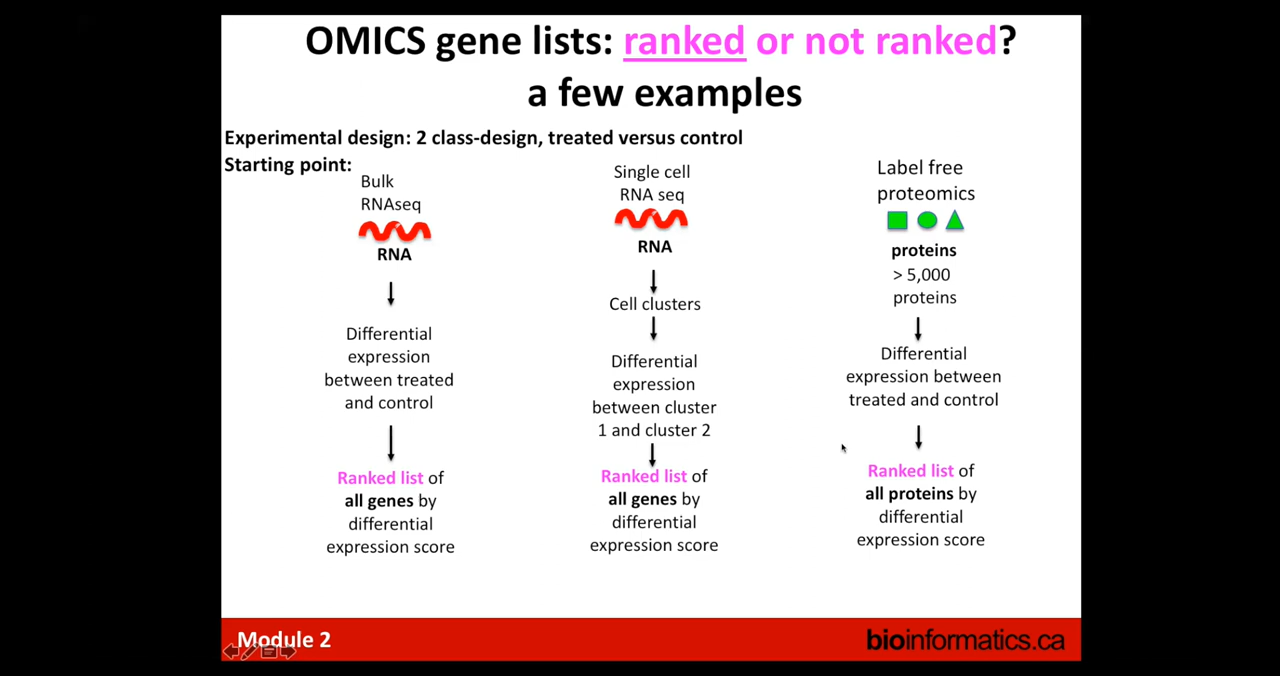 OMICS gene lists: ranked or not ranked?
a few examples
Experimental design: 2 class-design, treated versus control
Starting point:
Bulk
RNAseq
RNA
Differential
expression
between treated
and control
Ranked list of
all genes by
differential
expression score
Single cell
RNA seq
RNA
Cell clusters
Differential
expression
between cluster
1 and cluster 2
Ranked list of
all genes by
differential
expression score
Label free
proteomics
proteins
> 5,000
proteins
Differential
expression between
treated and control
Ranked list of
all proteins by
differential
expression score
Module 2
bioinformatics.ca